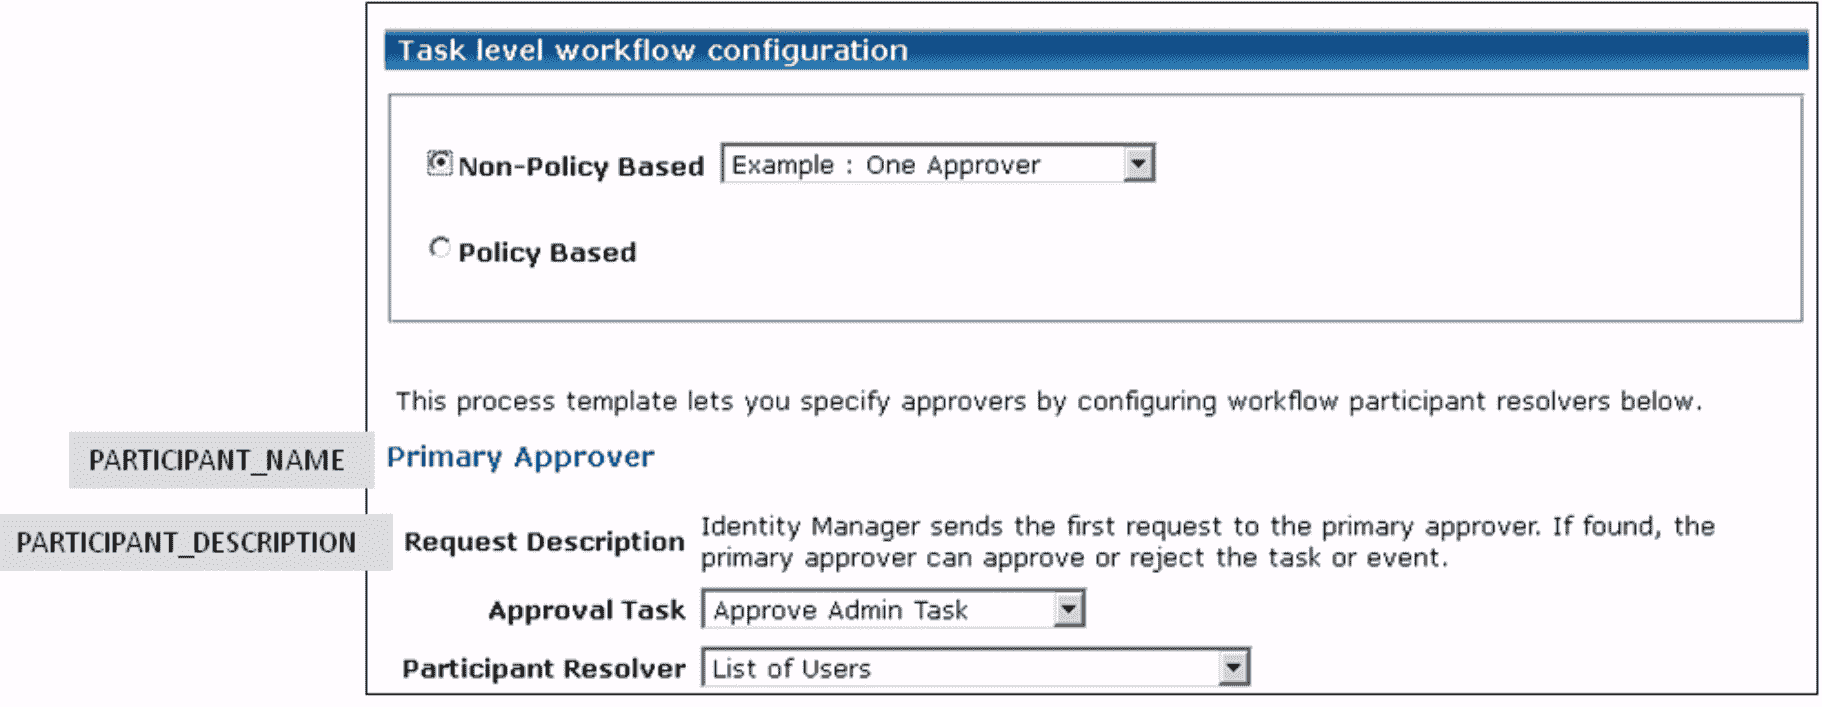 Task level workflow configuration
Non-Policy Based Example : One Approver
Policy Based
This process template lets you specify approvers by configuring workflow participant resolvers below.
PARTICIPANT_NAME Primary Approver
PARTICIPANT_DESCRIPTION Request Description Identity Manager sends the first request to the primary approver. If found, the
primary approver can approve or reject the task or event.
Approval Task Approve Admin Task
Participant Resolver List of Users